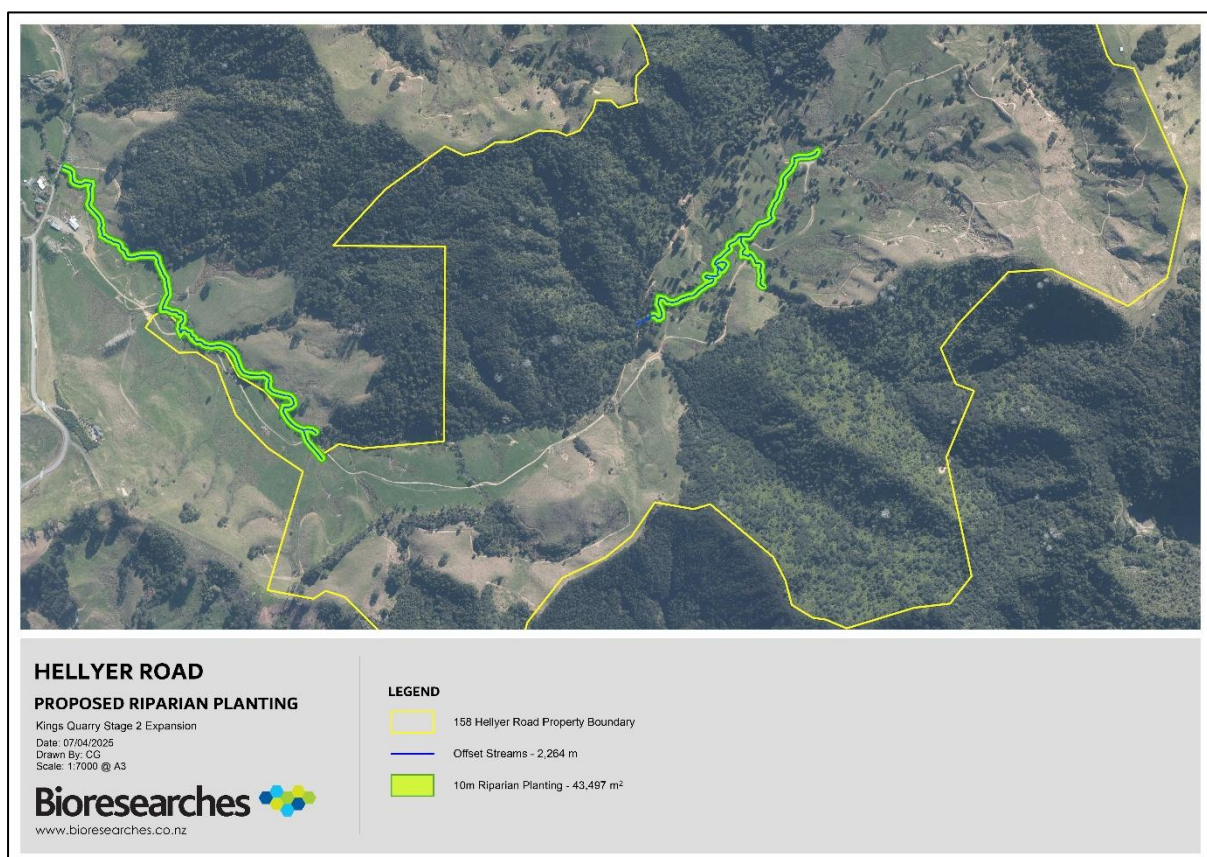 HELLYER ROAD
PROPOSED RIPARIAN PLANTING
Kings Quarry Stage 2 Expansion
Date: 07/04/2025
Drawn By: CG
Scale: 1:7000 @ A3
Bioresearches
www.bioresearches.co.nz
LEGEND
158 Hellyer Road Property Boundary
Offset Streams - 2,264 m
10m Riparian Planting - 43,497 m²